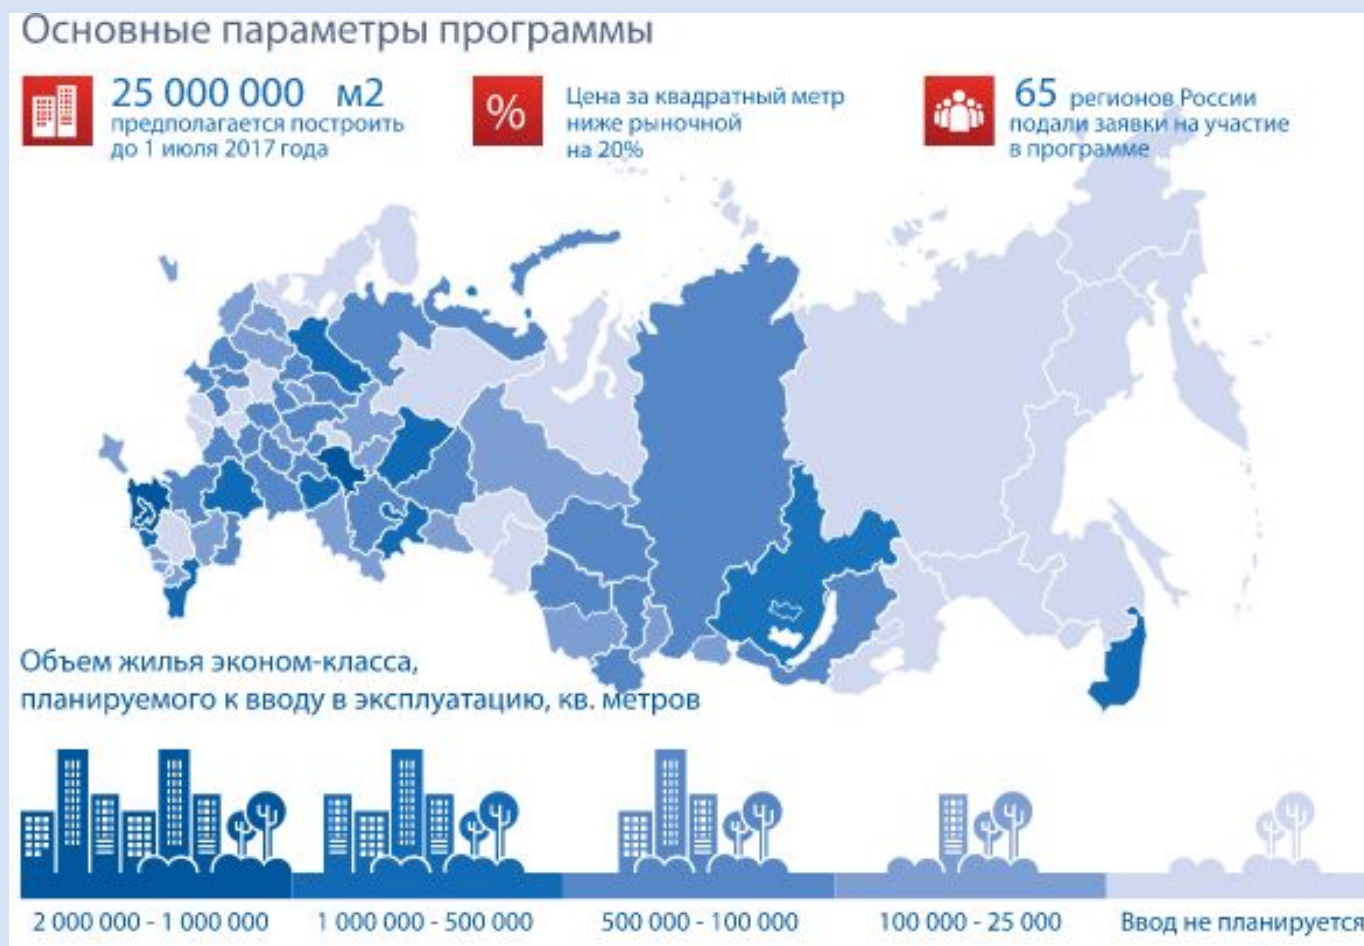 Основные параметры программы
25 000 000 м2
предполагается построить
до 1 июля 2017 года
%
Цена за квадратный метр
ниже рыночной
на 20%
65 регионов России
подали заявки на участие
в программе
Объем жилья эконом-класса,
планируемого к вводу в эксплуатацию, кв. метров
2 000 000 - 1 000 000
1 000 000 - 500 000
500 000 - 100 000
100 000 - 25 000
Ввод не планируется